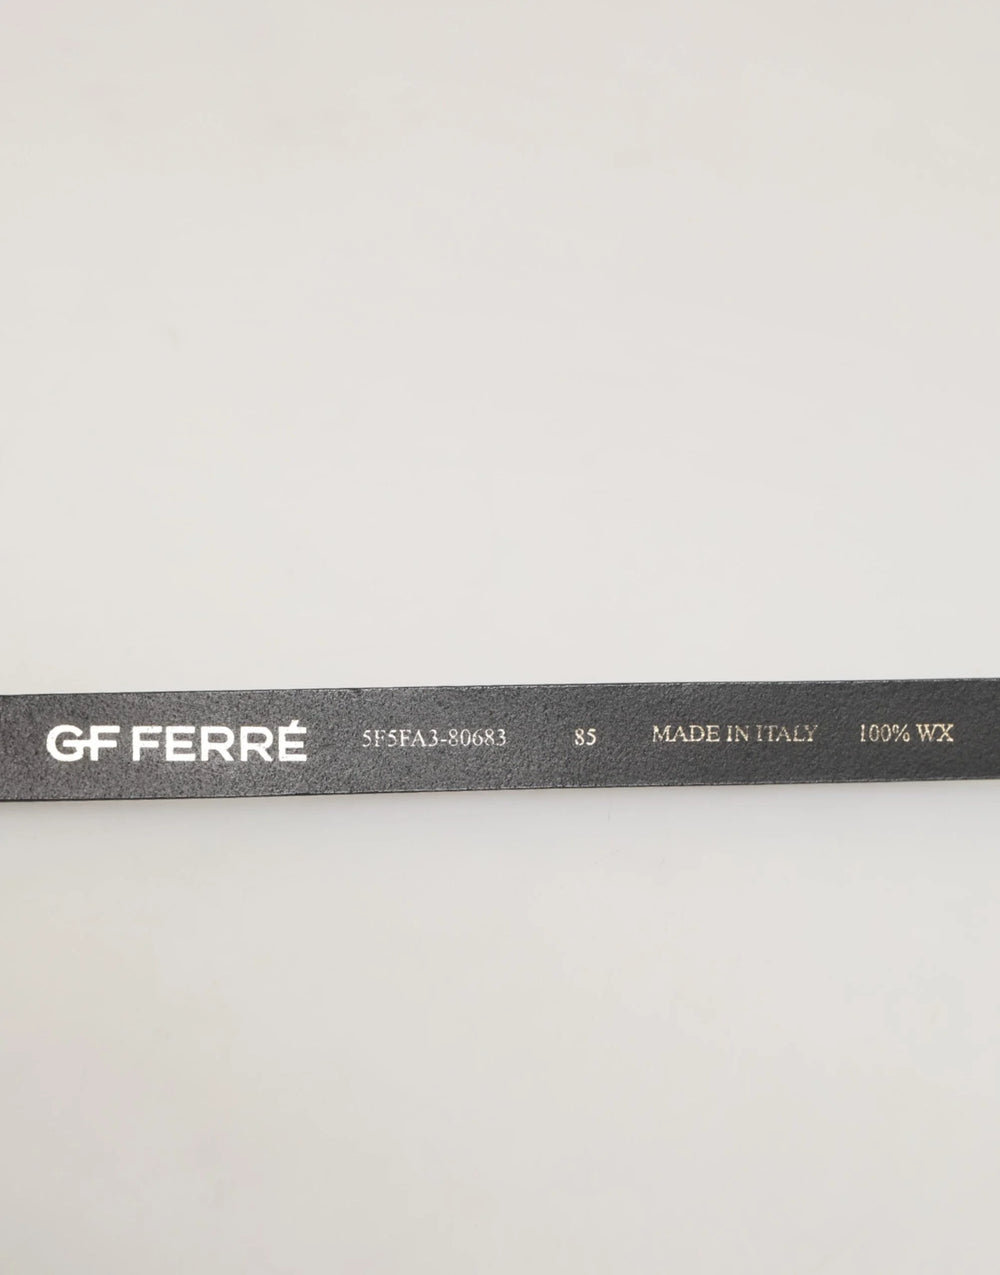 GF FERRÉ 5F5FA3-80683 85 MADE IN ITALY 100% WX